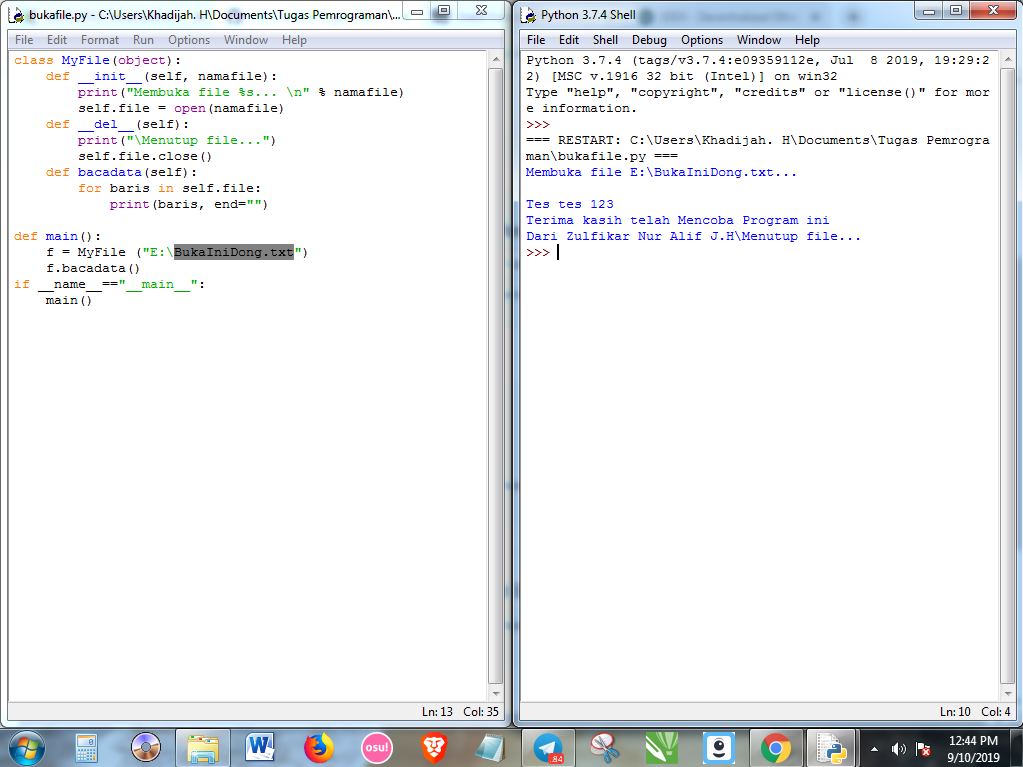 bukafile.py - C:\Users\Khadijah. H\Documents\Tugas Pemrograman\...
File Edit Format Run Options Window Help
class MyFile(object):
    def __init__(self, namafile):
        print("Membuka file %s... \n" % namafile)
        self.file = open(namafile)
    def __del__(self):
        print("\Menutup file...")
        self.file.close()
    def bacadata(self):
        for baris in self.file:
            print(baris, end="")
def main():
    f = MyFile ("E:\BukaIniDong.txt")
    f.bacadata()
if __name__=="__main__":
    main()
Ln: 13 Col: 35
Python 3.7.4 Shell
File Edit Shell Debug Options Window Help
Python 3.7.4 (tags/v3.7.4:e09359112e, Jul  8 2019, 19:29:2
2) [MSC v.1916 32 bit (Intel)] on win32
Type "help", "copyright", "credits" or "license()" for mor
e information.
>>>
=== RESTART: C:\Users\Khadijah. H\Documents\Tugas Pemrogra
man\bukafile.py ===
Membuka file E:\BukaIniDong.txt...
Tes tes 123
Terima kasih telah Mencoba Program ini
Dari Zulfikar Nur Alif J.H\Menutup file...
>>>
Ln: 10 Col: 4
osu!
.84
12:44 PM
9/10/2019